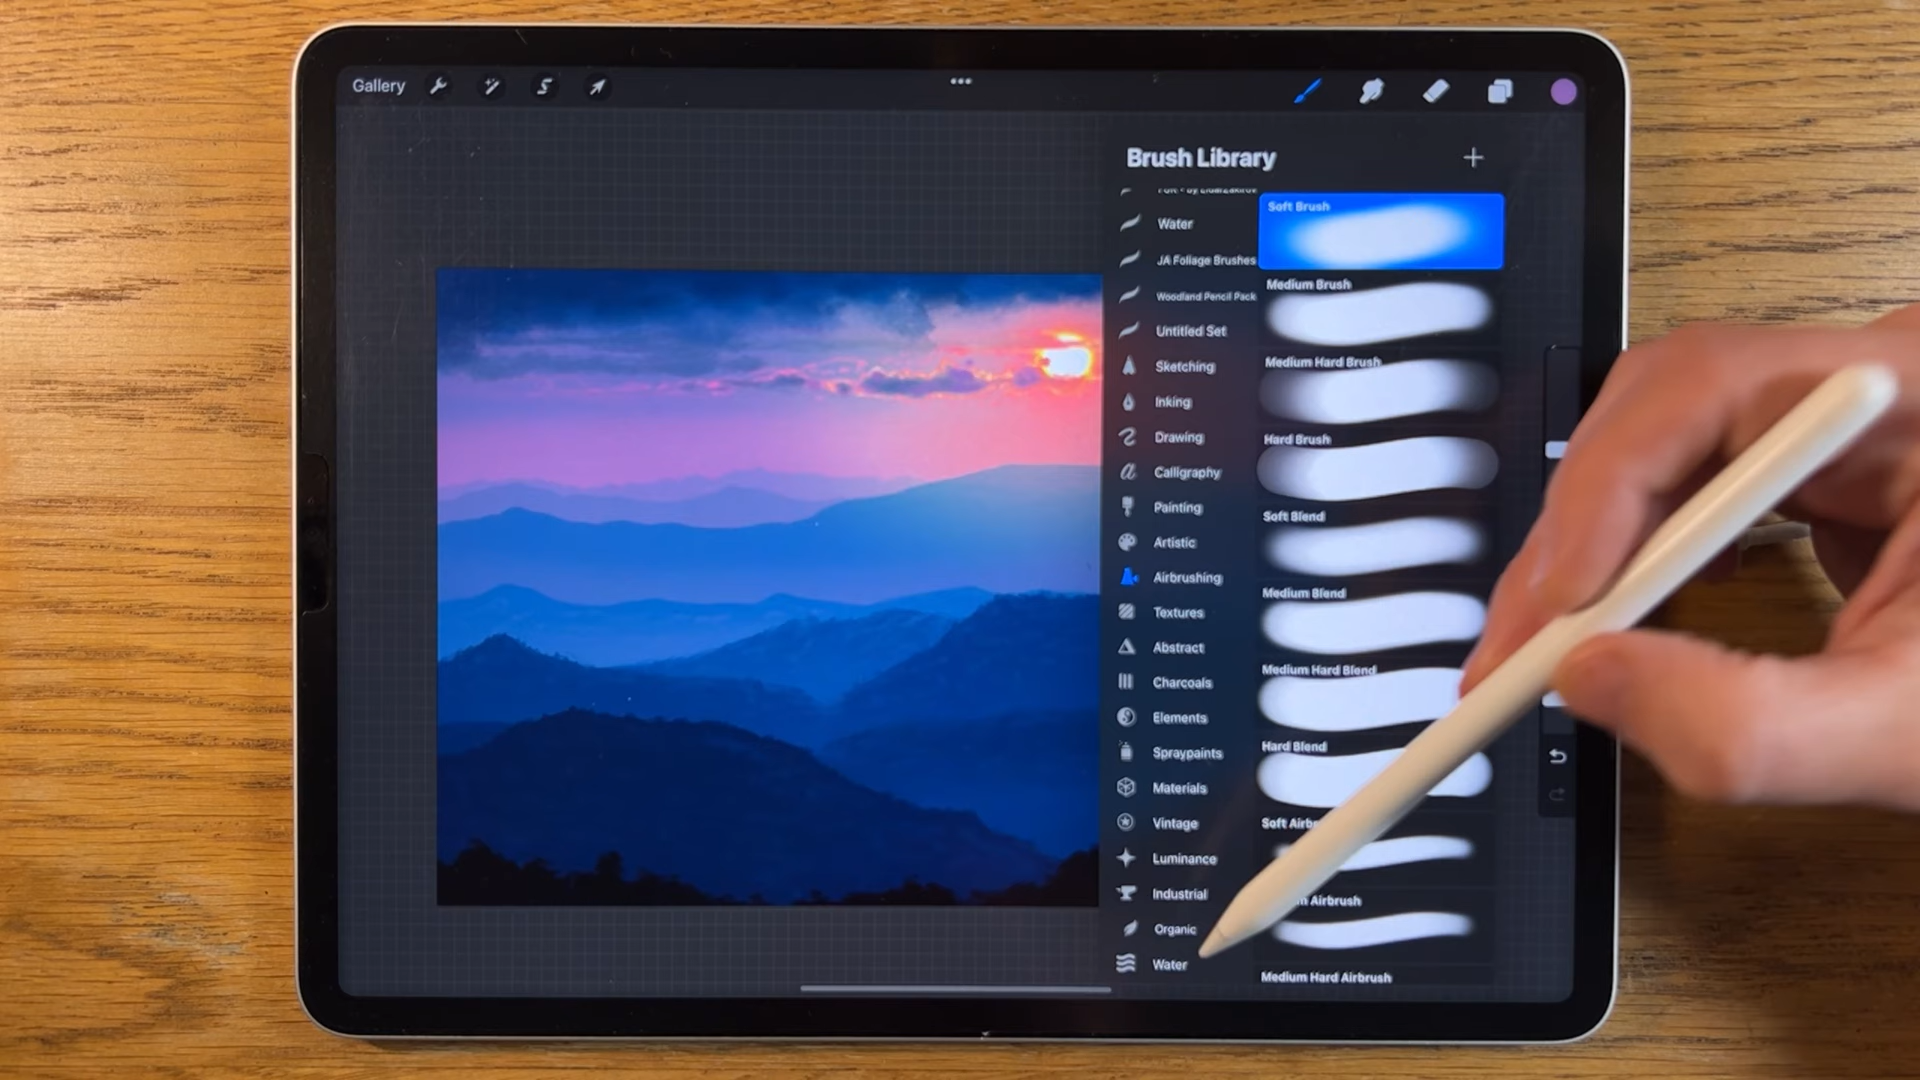 Gallery
Brush Library
Water
JA Foliage Brushes
Woodland Pencil Pack
Untitled Set
Sketching
Inking
Drawing
Calligraphy
Painting
Artistic
Airbrushing
Textures
Abstract
Charcoals
Elements
Spraypaints
Materials
Vintage
Luminance
Industrial
Organic
Water
Soft Brush
Medium Brush
Medium Hard Brush
Hard Brush
Soft Blend
Medium Blend
Medium Hard Blend
Hard Blend
Soft
Airbrush
Medium Hard Airbrush